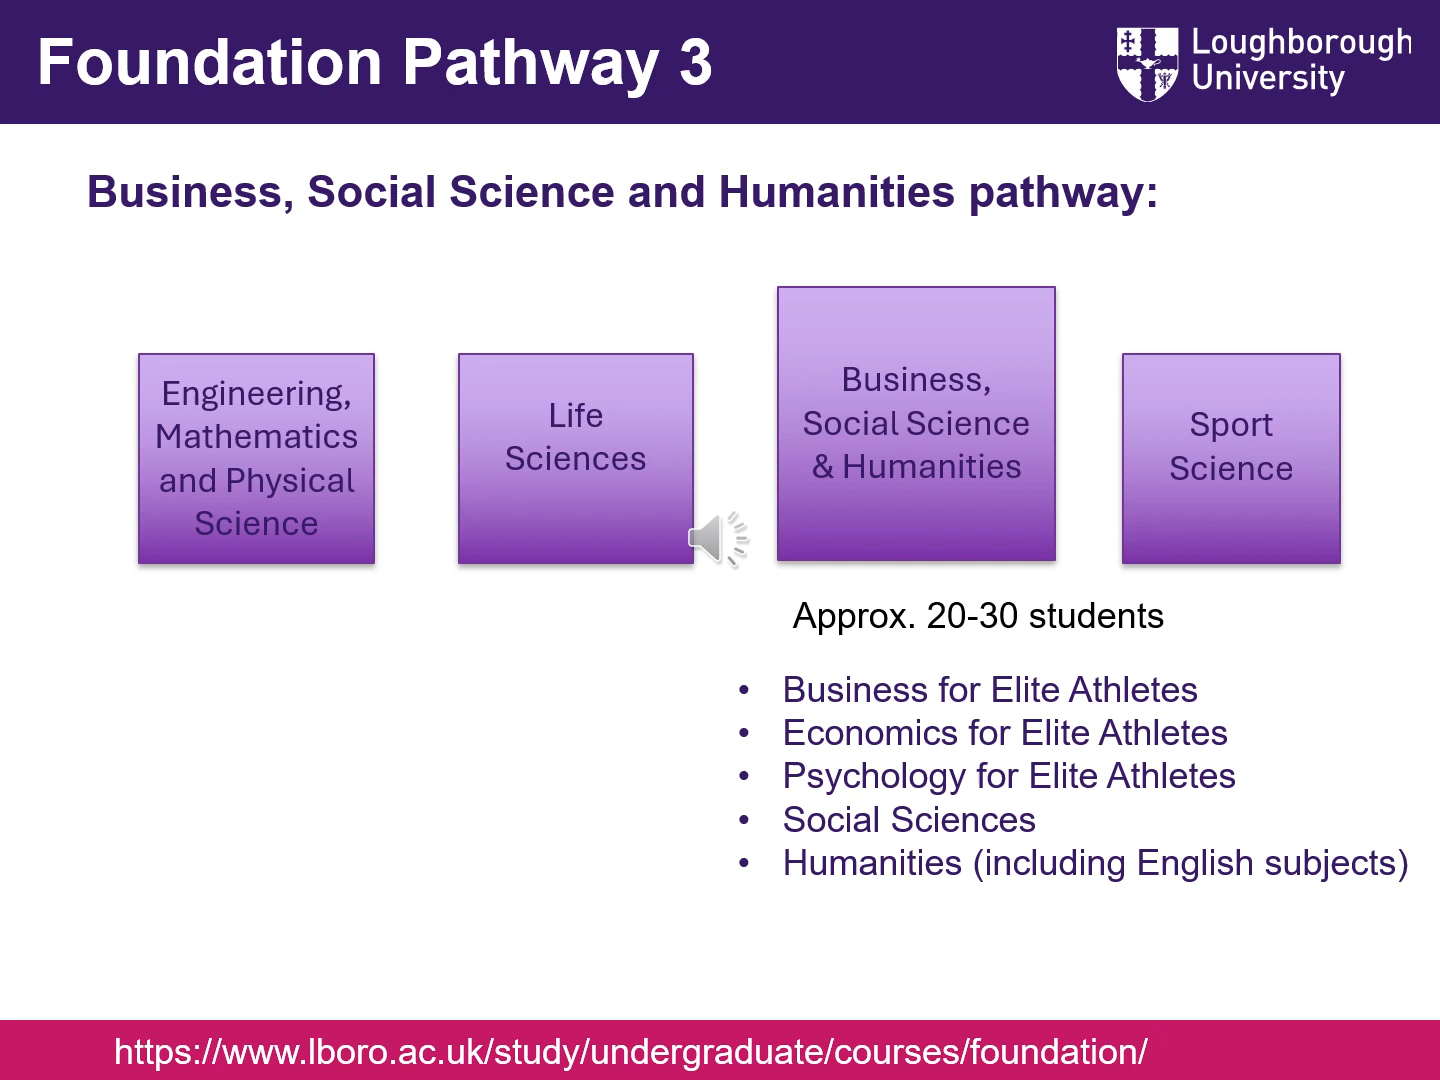 Foundation Pathway 3
Loughborough
University
Business, Social Science and Humanities pathway:
Engineering,
Mathematics
and Physical
Science
Life
Sciences
Business,
Social Science
& Humanities
Sport
Science
Approx. 20-30 students
• Business for Elite Athletes
• Economics for Elite Athletes
• Psychology for Elite Athletes
• Social Sciences
• Humanities (including English subjects)
https://www.lboro.ac.uk/study/undergraduate/courses/foundation/